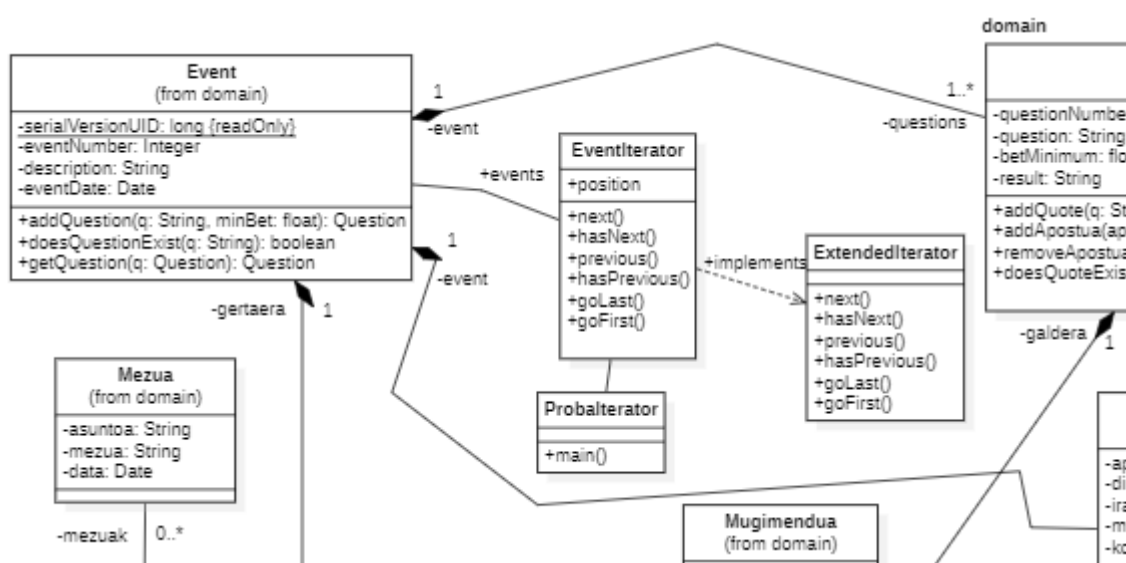 domain
Event
(from domain)
-serialVersionUID: long {readOnly}
-eventNumber: Integer
-description: String
-eventDate: Date
+addQuestion(q: String, minBet: float): Question
+doesQuestionExist(q: String): boolean
+getQuestion(q: Question): Question
1
-event
1..*
-questions
-questionNumbe
-question: String
-betMinimum: flo
-result: String
+addQuote(q: St
+addApostua(ap
+removeApostua
+doesQuoteExis
+events
EventIterator
+position
+next()
+hasNext()
+previous()
+hasPrevious()
+goLast()
+goFirst()
1
-event
+implements
ExtendedIterator
+next()
+hasNext()
+previous()
+hasPrevious()
+goLast()
+goFirst()
-gertaera
1
-galdera
1
Mezua
(from domain)
-asuntoa: String
-mezua: String
-data: Date
ProbaIterator
+main()
-ap
-di
-ira
-m
-ko
-mezuak
0..*
Mugimendua
(from domain)